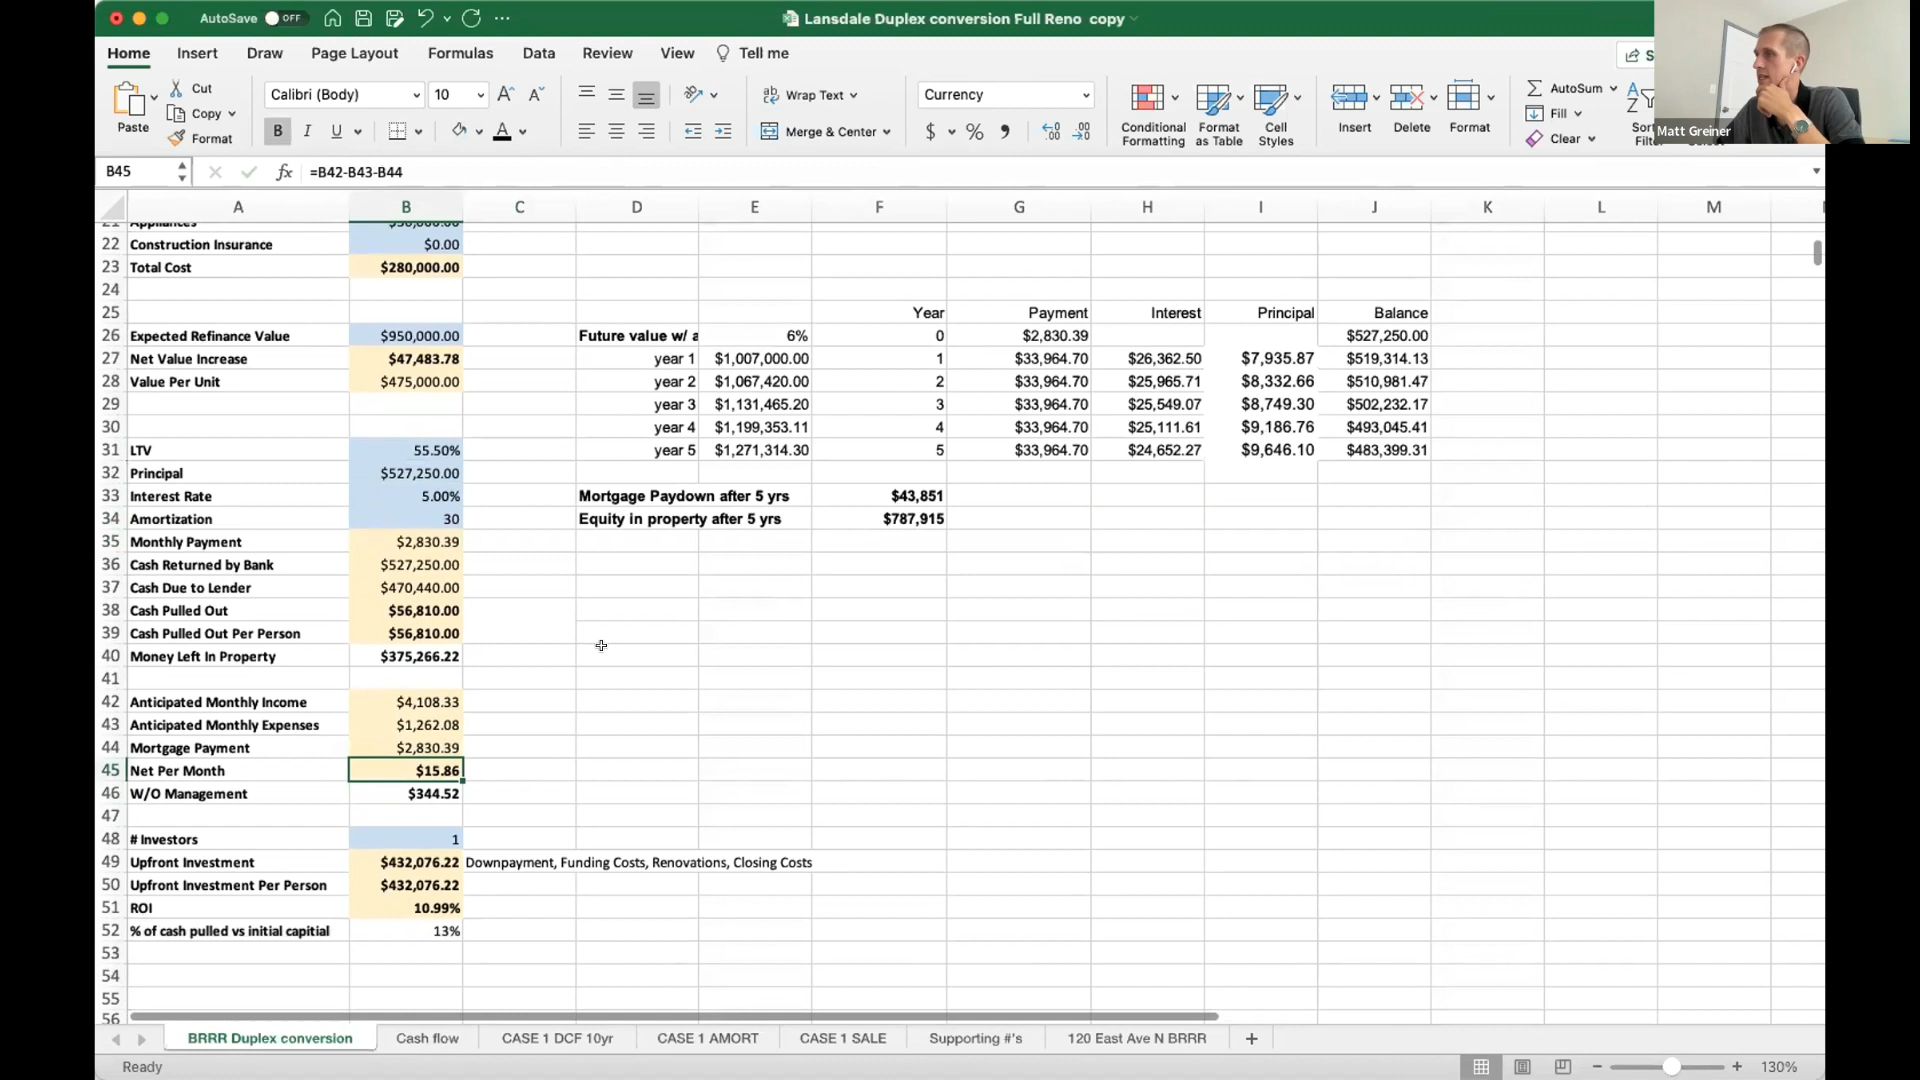 AutoSave OFF Lansdale Duplex conversion Full Reno copy
Home Insert Draw Page Layout Formulas Data Review View Tell me
Paste Cut Copy Format
Calibri (Body) 10
B I U A
Wrap Text
Merge & Center
Currency
$ % 9
Conditional Formatting
Format as Table
Cell Styles
Insert Delete Format
AutoSum
Fill
Clear
Matt Greiner
B45 fx =B42-B43-B44
A B C D E F G H I J K L M
22 Construction Insurance $0.00
23 Total Cost $280,000.00
24
25 Year Payment Interest Principal Balance
26 Expected Refinance Value $950,000.00 Future value w/ a 6% 0 $2,830.39 $527,250.00
27 Net Value Increase $47,483.78 year 1 $1,007,000.00 1 $33,964.70 $26,362.50 $7,935.87 $519,314.13
28 Value Per Unit $475,000.00 year 2 $1,067,420.00 2 $33,964.70 $25,965.71 $8,332.66 $510,981.47
29 year 3 $1,131,465.20 3 $33,964.70 $25,549.07 $8,749.30 $502,232.17
30 year 4 $1,199,353.11 4 $33,964.70 $25,111.61 $9,186.76 $493,045.41
31 LTV 55.50% year 5 $1,271,314.30 5 $33,964.70 $24,652.27 $9,646.10 $483,399.31
32 Principal $527,250.00
33 Interest Rate 5.00% Mortgage Paydown after 5 yrs $43,851
34 Amortization 30 Equity in property after 5 yrs $787,915
35 Monthly Payment $2,830.39
36 Cash Returned by Bank $527,250.00
37 Cash Due to Lender $470,440.00
38 Cash Pulled Out $56,810.00
39 Cash Pulled Out Per Person $56,810.00
40 Money Left In Property $375,266.22
41
42 Anticipated Monthly Income $4,108.33
43 Anticipated Monthly Expenses $1,262.08
44 Mortgage Payment $2,830.39
45 Net Per Month $15.86
46 W/O Management $344.52
47
48 # Investors 1
49 Upfront Investment $432,076.22 Downpayment, Funding Costs, Renovations, Closing Costs
50 Upfront Investment Per Person $432,076.22
51 ROI 10.99%
52 % of cash pulled vs initial capitial 13%
53
54
55
56
BRRR Duplex conversion Cash flow CASE 1 DCF 10yr CASE 1 AMORT CASE 1 SALE Supporting #'s 120 East Ave N BRRR +
Ready 130%